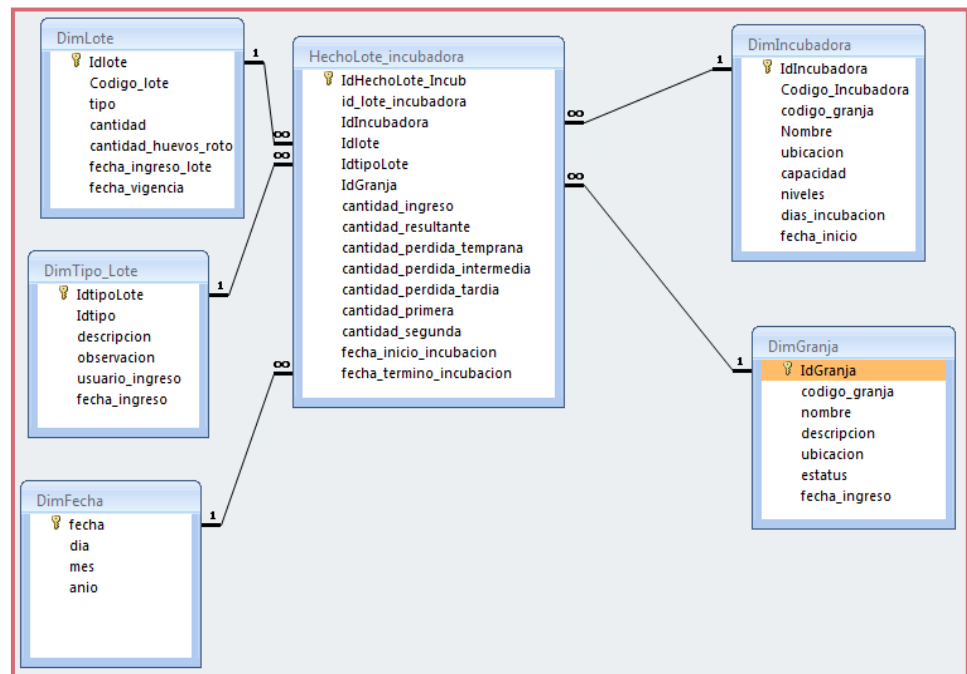 DimLote
Idlote
Codigo_lote
tipo
cantidad
cantidad_huevos_roto
fecha_ingreso_lote
fecha_vigencia
1
∞
∞
DimTipo_Lote
IdtipoLote
Idtipo
descripcion
observacion
usuario_ingreso
fecha_ingreso
1
DimFecha
fecha
dia
mes
anio
1
∞
HechoLote_incubadora
IdHechoLote_Incub
id_lote_incubadora
IdIncubadora
Idlote
IdtipoLote
IdGranja
cantidad_ingreso
cantidad_resultante
cantidad_perdida_temprana
cantidad_perdida_intermedia
cantidad_perdida_tardia
cantidad_primera
cantidad_segunda
fecha_inicio_incubacion
fecha_termino_incubacion
∞
∞
1
DimIncubadora
IdIncubadora
Codigo_Incubadora
codigo_granja
Nombre
ubicacion
capacidad
niveles
dias_incubacion
fecha_inicio
1
DimGranja
IdGranja
codigo_granja
nombre
descripcion
ubicacion
estatus
fecha_ingreso